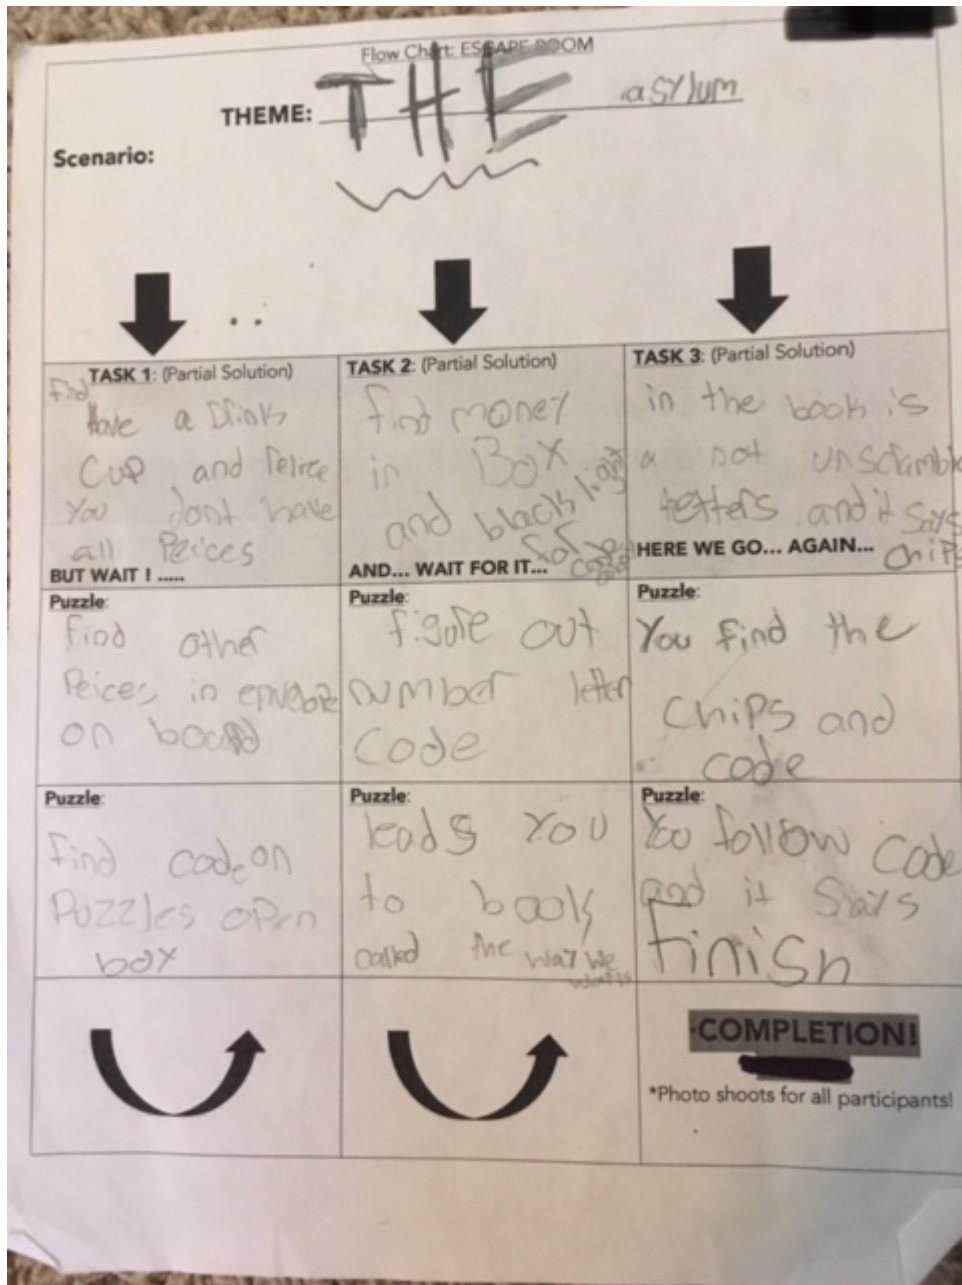 Flow Chart: ESCAPE ROOM
THEME: THE asylum
Scenario:
TASK 1: (Partial Solution)
find
Have a Drink
Cup and Peice
You dont have
all Peices
BUT WAIT ! .....
Puzzle:
find other
Peices in
on board
Puzzle:
find code on
Puzzles open
box
TASK 2: (Partial Solution)
find money
in Box
and black light
for
AND... WAIT FOR IT...
Puzzle:
figure out
number letter
code
Puzzle:
leads you
to book
called the way we
TASK 3: (Partial Solution)
in the book is
a not unscramble
letters and it says
chips
HERE WE GO... AGAIN...
Puzzle:
You find the
chips and
code
Puzzle:
You follow code
and it says
finish
COMPLETION!
*Photo shoots for all participants!